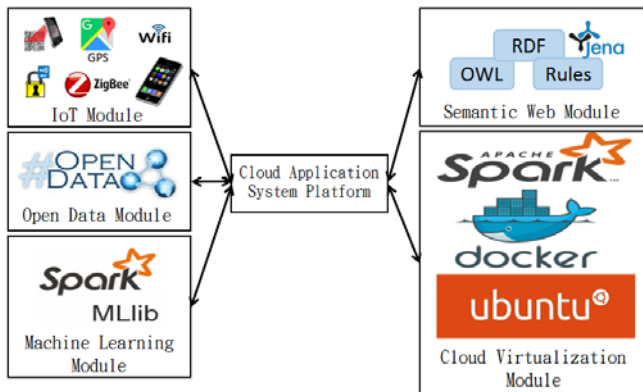 GPS
Wifi
ZigBee
IoT Module
#OPEN
DATA
Open Data Module
Spark
MLlib
Machine Learning
Module
Cloud Application
System Platform
RDF
Jena
OWL
Rules
Semantic Web Module
APACHE
Spark
TM
docker
ubuntu
Cloud Virtualization
Module